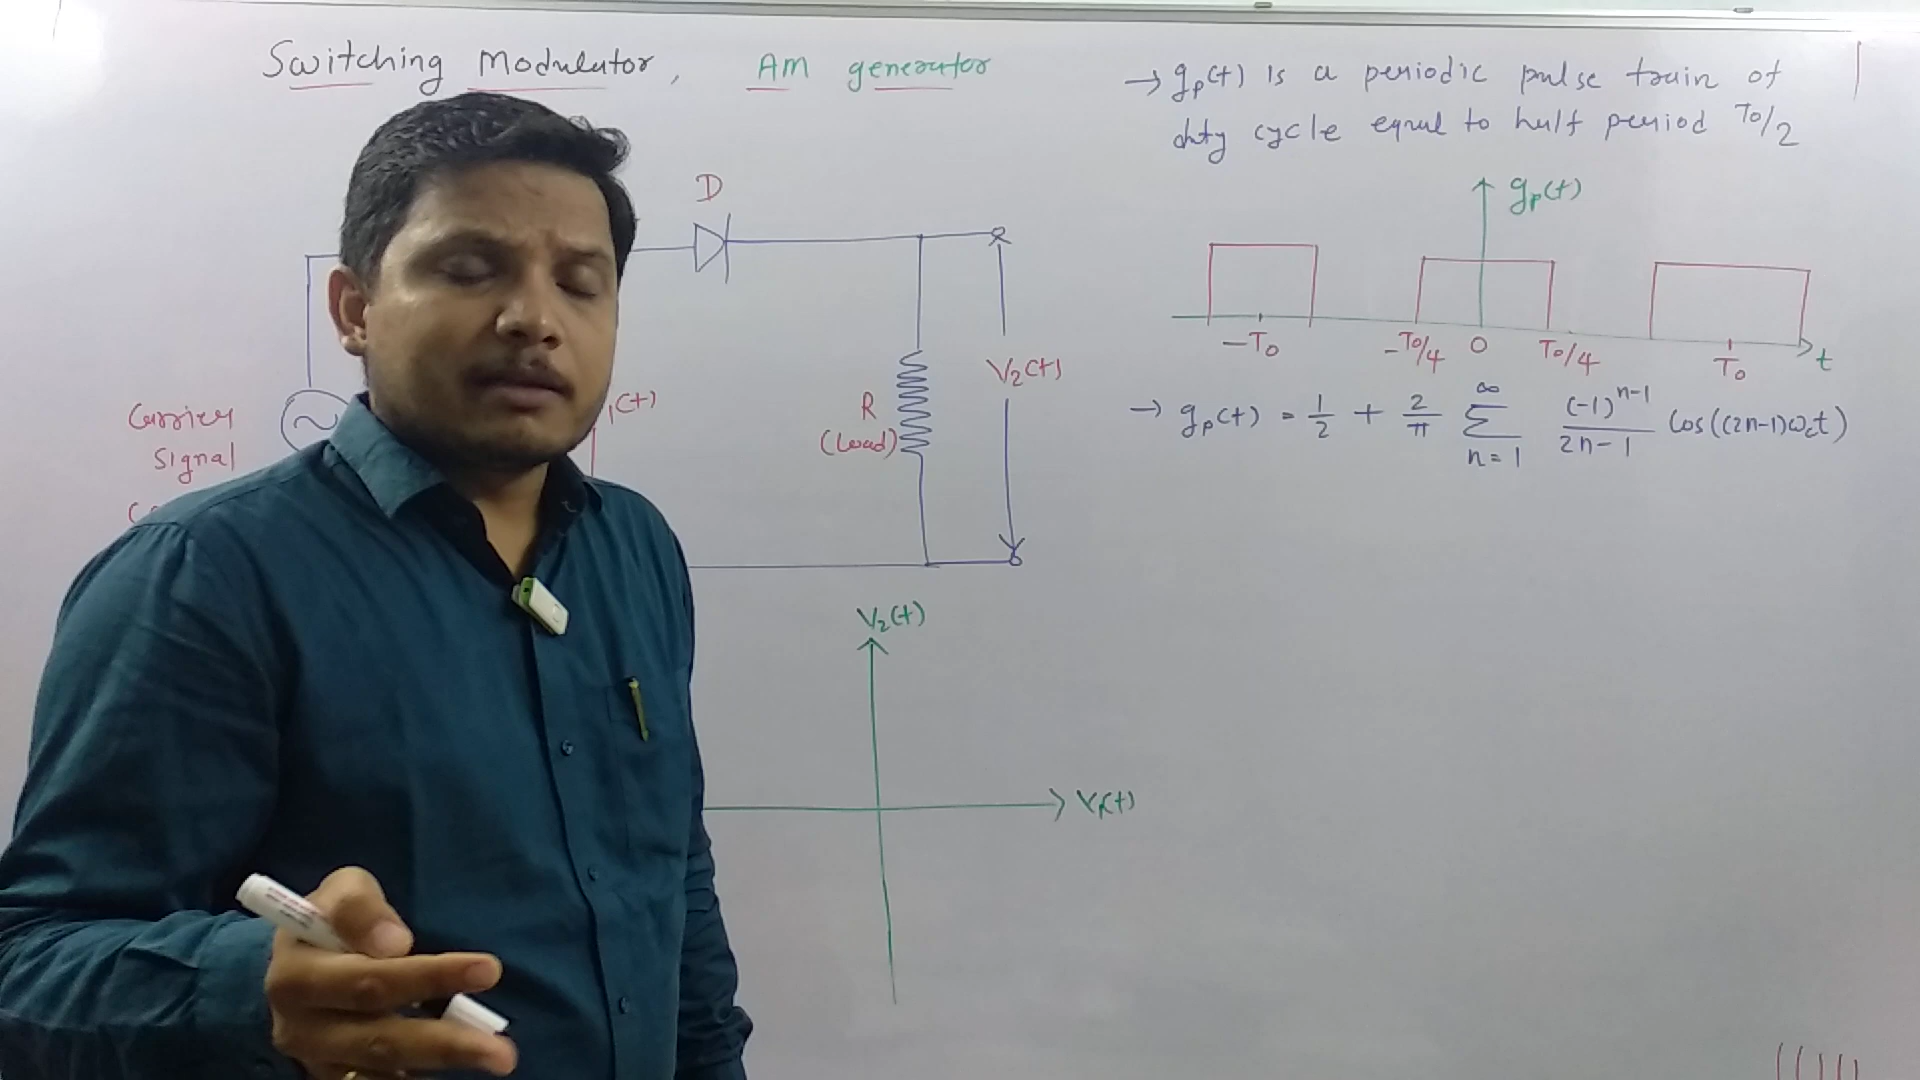 Switching Modulator, AM generator
D
Carrier
signal
1(t)
R
(Load)
V₂(t)
V₂(t)
V₁(t)
→ gₚ(t) is a periodic pulse train of
duty cycle equal to half period T₀/2
gₚ(t)
-T₀ -T₀/4 0 T₀/4 T₀ t
→ gₚ(t) = 1/2 + 2/π ∑_{n=1}^{∞} (-1)^{n-1}/(2n-1) cos((2n-1)ω_c t)